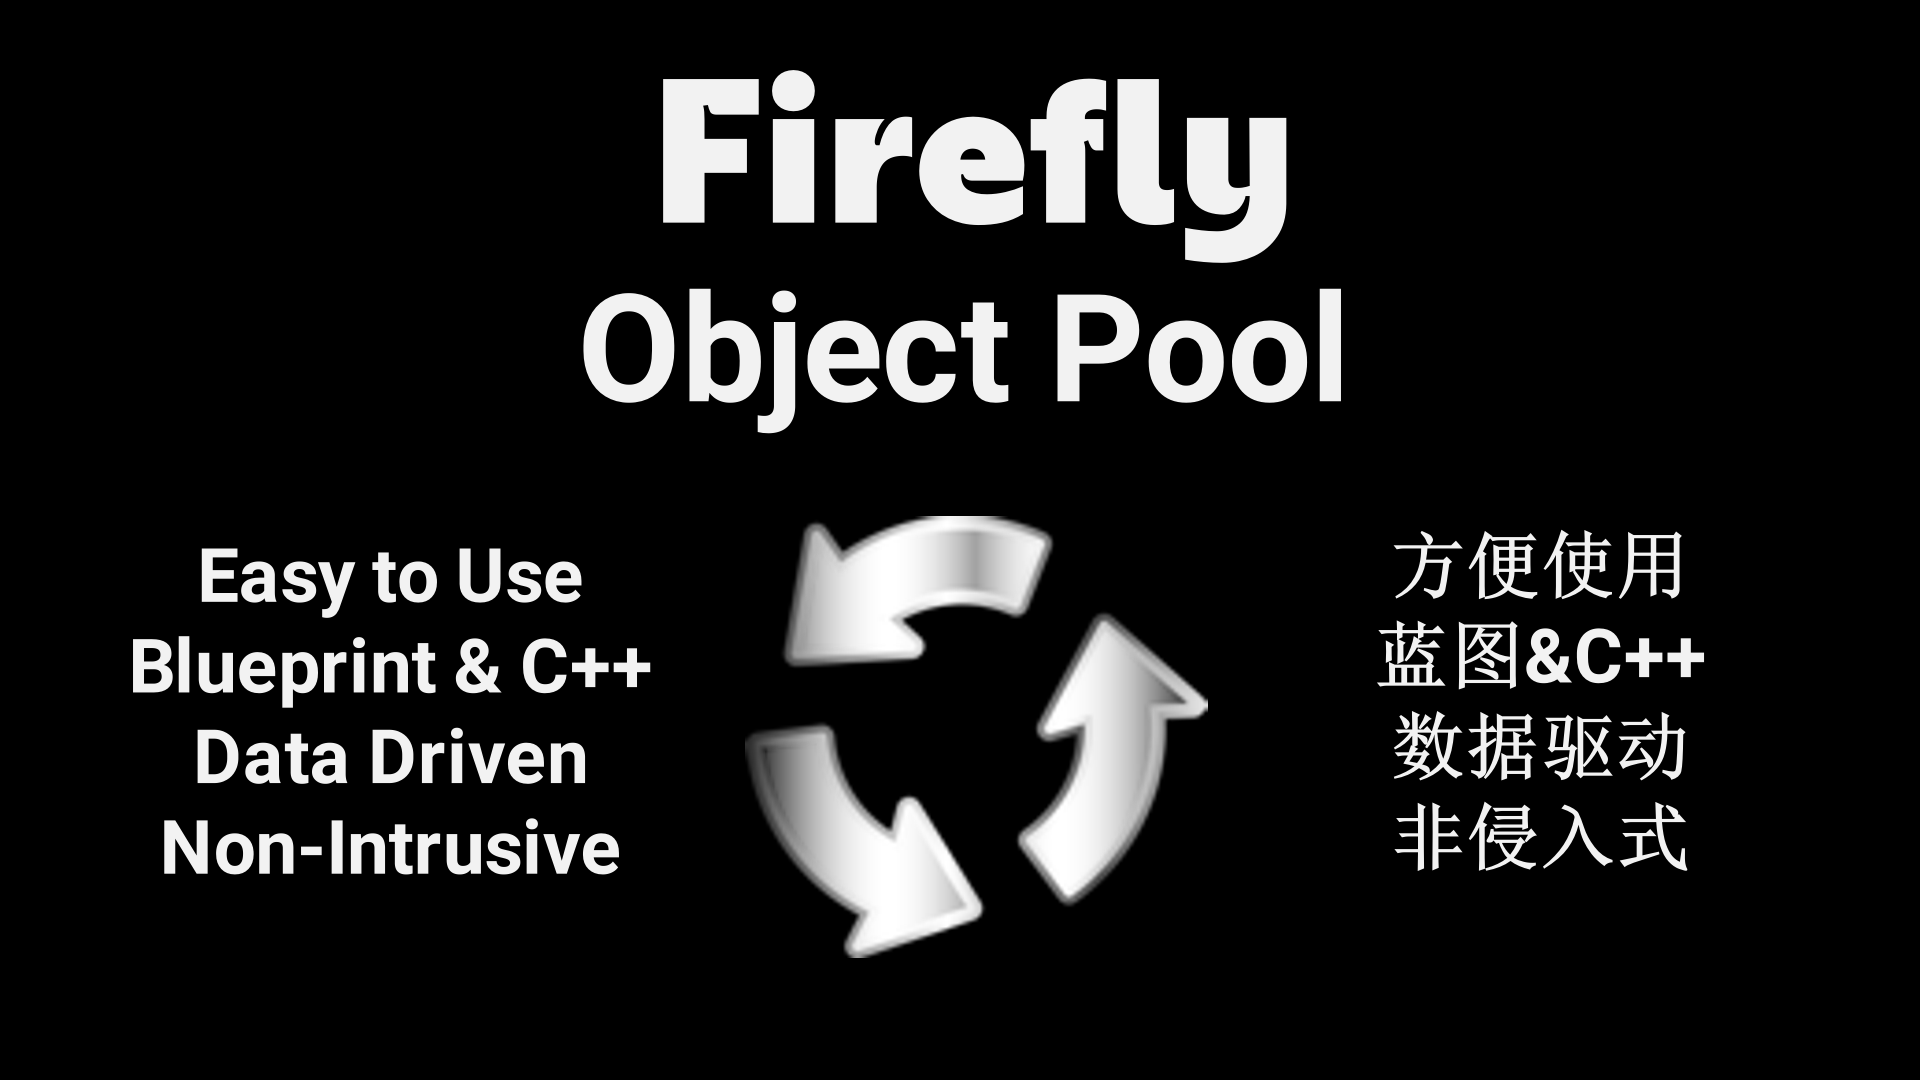 Firefly
Object Pool
Easy to Use
Blueprint & C++
Data Driven
Non-Intrusive
方便使用
蓝图&C++
数据驱动
非侵入式